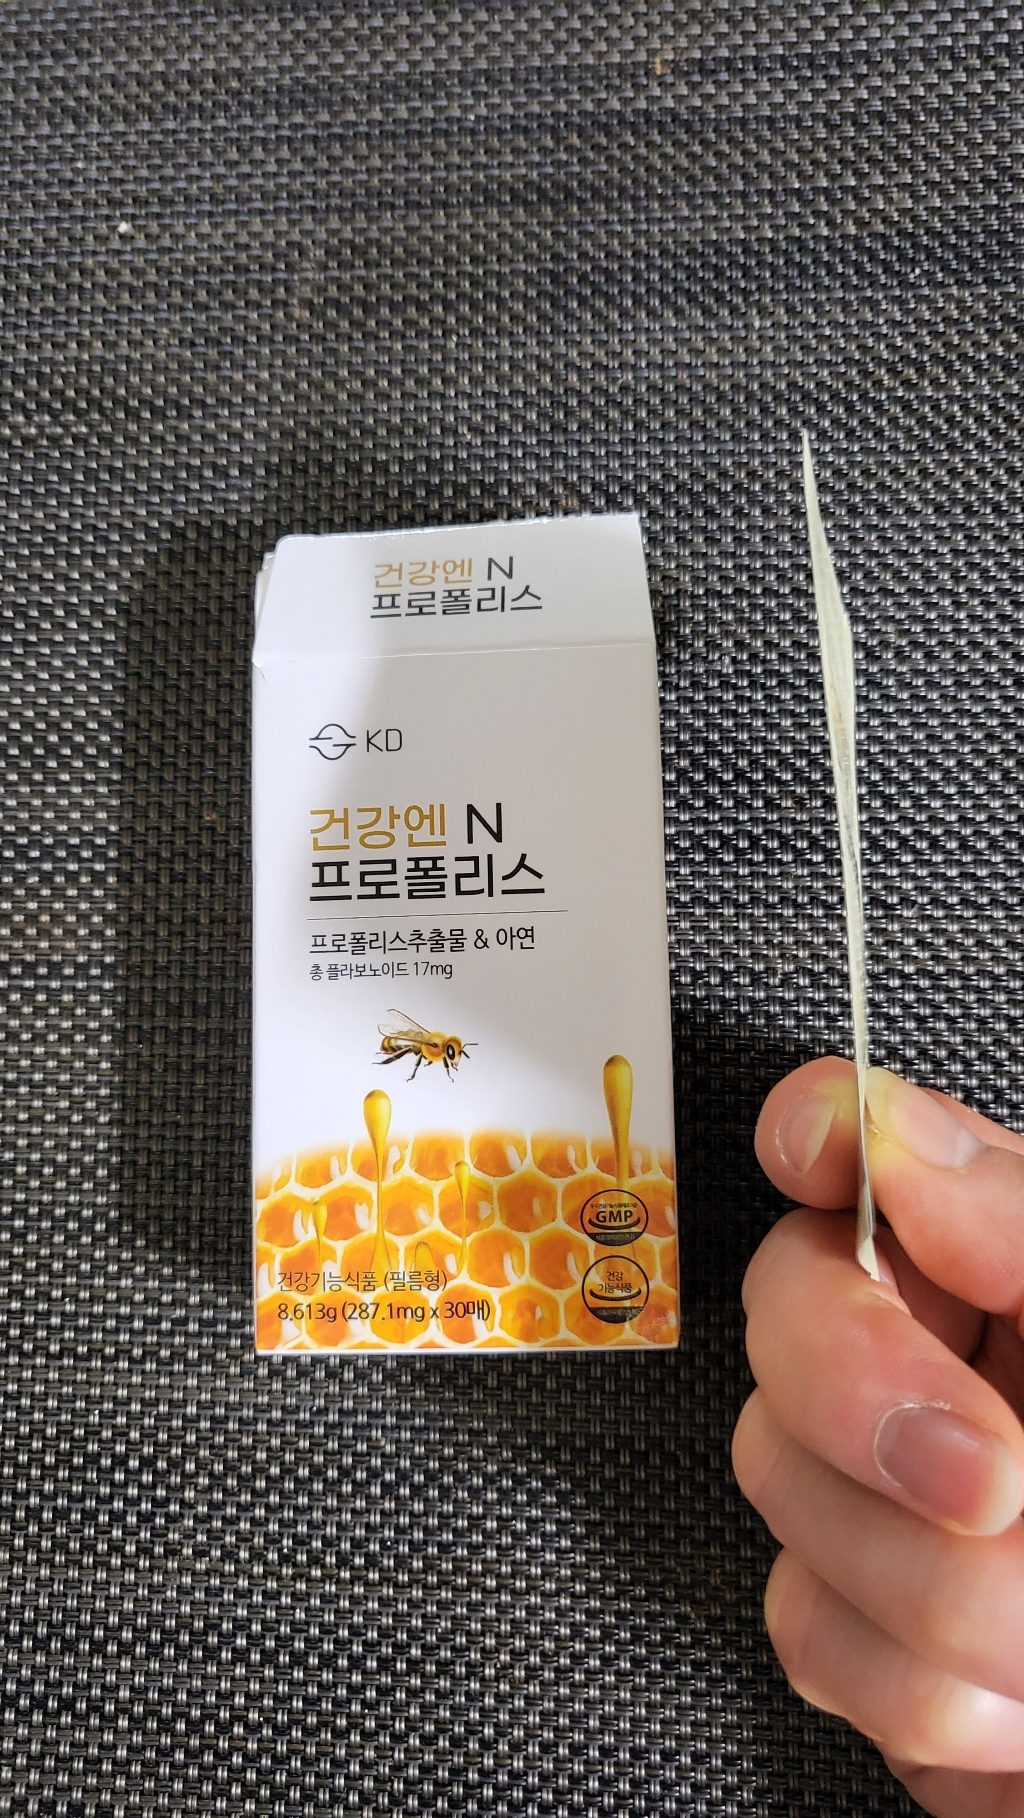 건강엔 N
프로폴리스
KD
건강엔 N
프로폴리스
프로폴리스추출물 & 아연
총 플라보노이드 17mg
GMP
건강
기능식품
건강기능식품 (필름형)
8.613g (287.1mg x 30매)